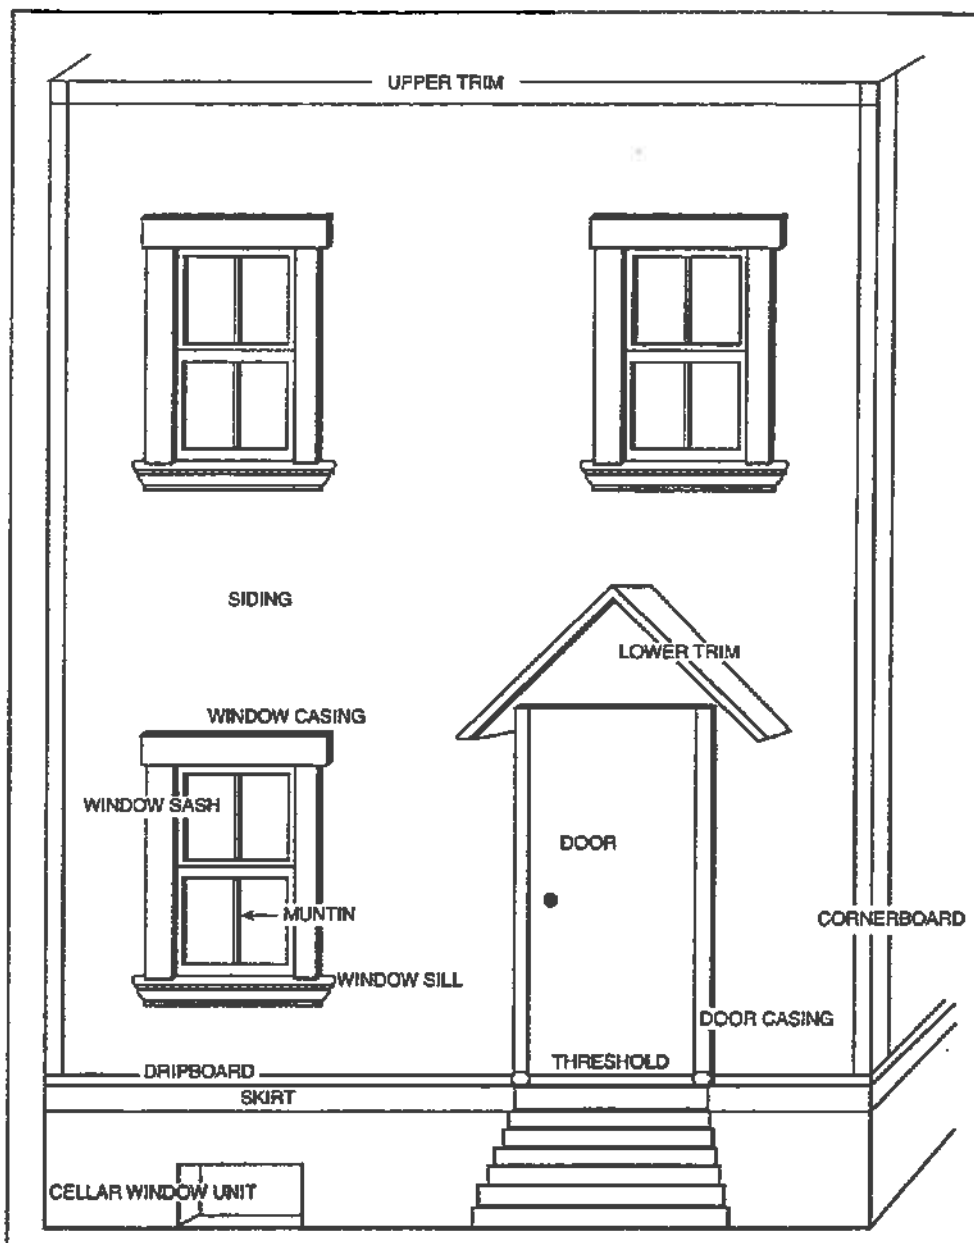 UPPER TRIM
SIDING
LOWER TRIM
WINDOW CASING
WINDOW SASH
DOOR
MUNTIN
CORNERBOARD
WINDOW SILL
DOOR CASING
THRESHOLD
DRIPBOARD
SKIRT
CELLAR WINDOW UNIT